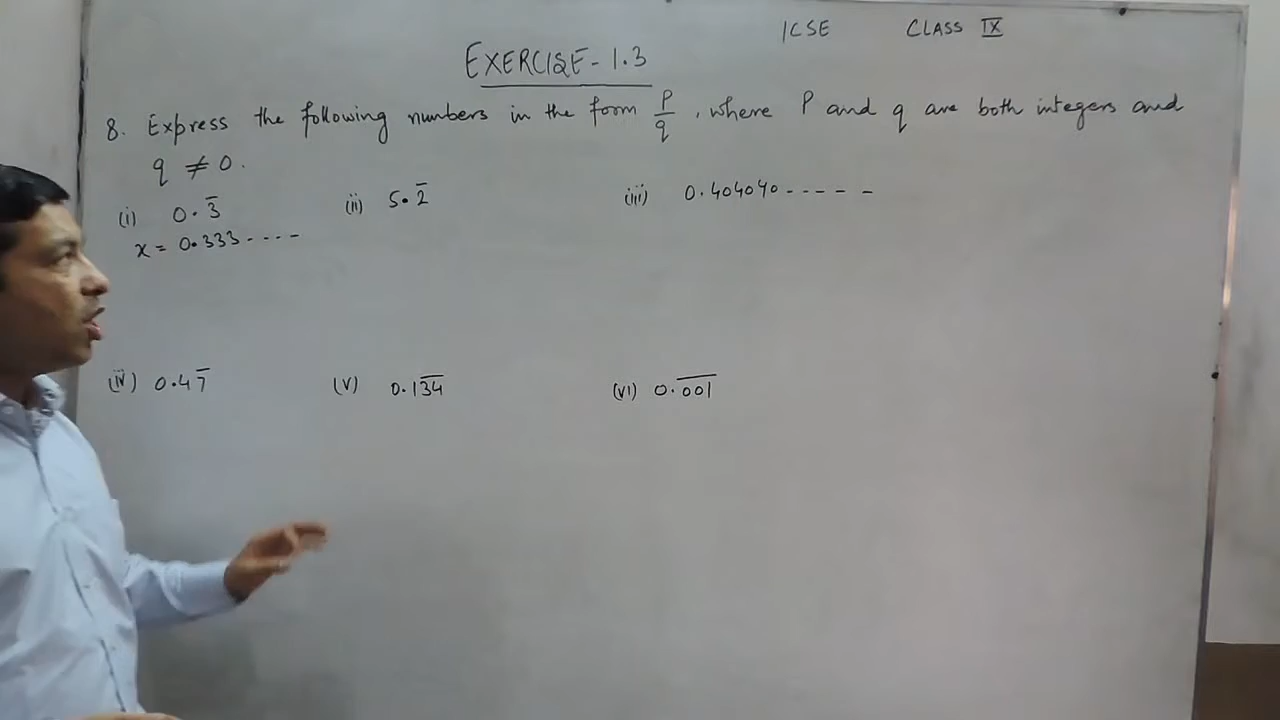 ICSE CLASS IX
EXERCISE-1.3
8. Express the following numbers in the form P/q, where P and q are both integers and
q ≠ 0.
(i) 0.3̅ (ii) 5.2̅ (iii) 0.404040-----
x = 0.333----
(iv) 0.47̅ (v) 0.13̅4̅ (vi) 0.0̅0̅1̅